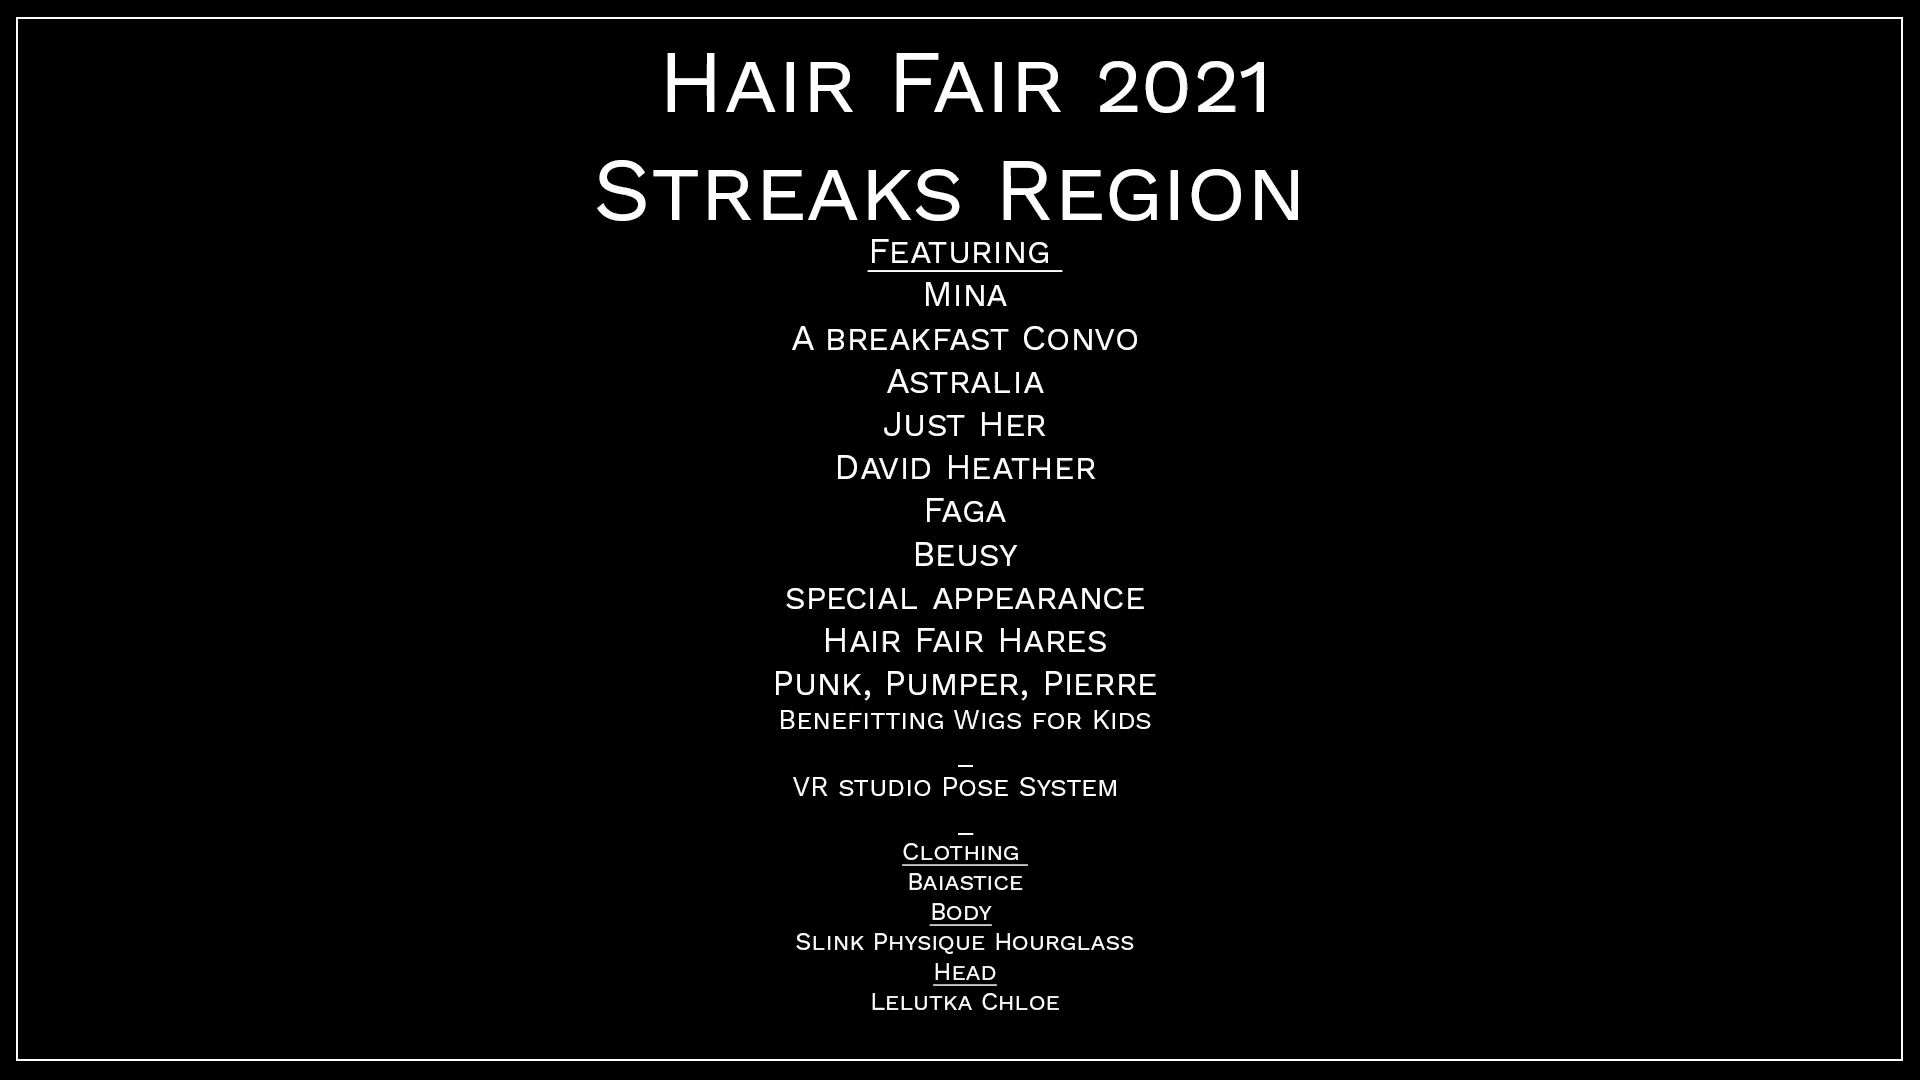 Hair Fair 2021
Streaks Region
Featuring
Mina
A breakfast Convo
Astralia
Just Her
David Heather
Faga
Beusy
special appearance
Hair Fair Hares
Punk, Pumper, Pierre
Benefitting Wigs for Kids
_
VR studio Pose System
_
Clothing
Baiastice
Body
Slink Physique Hourglass
Head
Lelutka Chloe